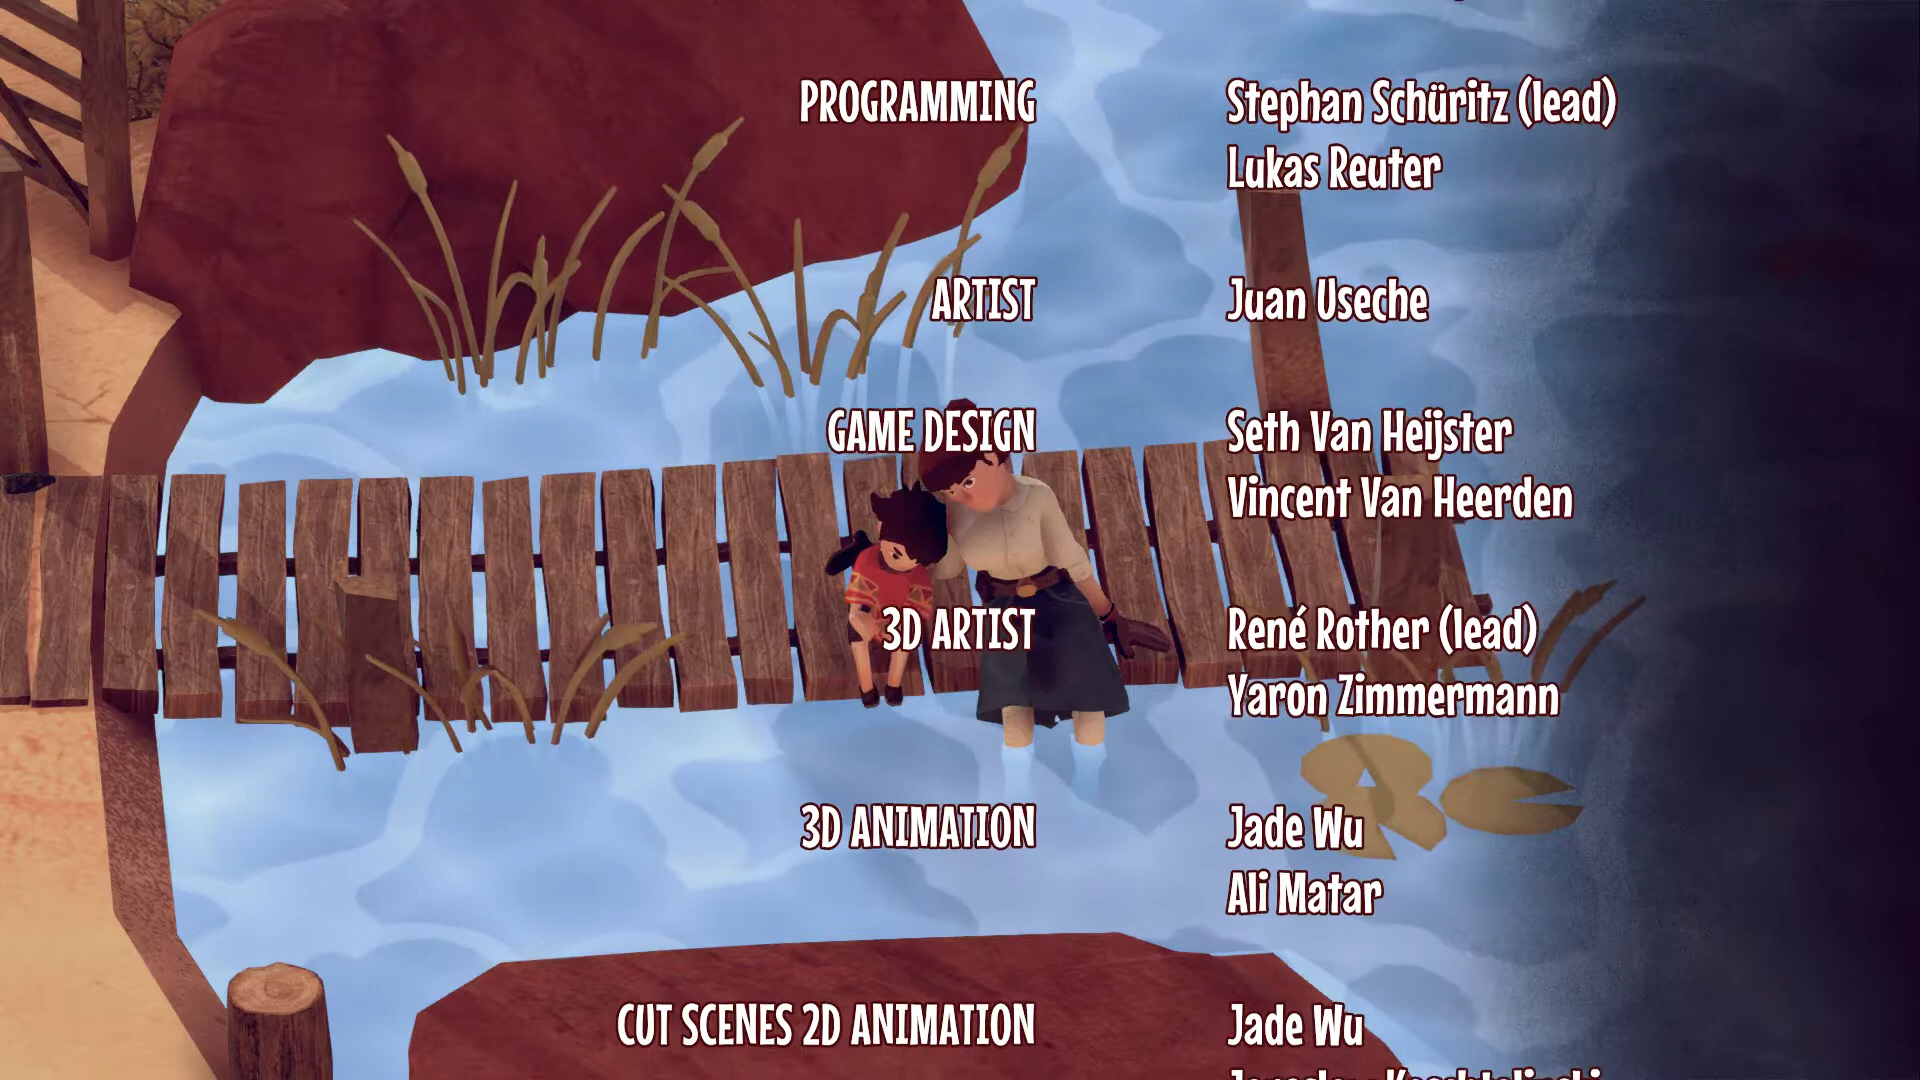 PROGRAMMING Stephan Schüritz (lead)
Lukas Reuter
ARTIST Juan Useche
GAME DESIGN Seth Van Heijster
Vincent Van Heerden
3D ARTIST René Rother (lead)
Yaron Zimmermann
3D ANIMATION Jade Wu
Ali Matar
CUT SCENES 2D ANIMATION Jade Wu